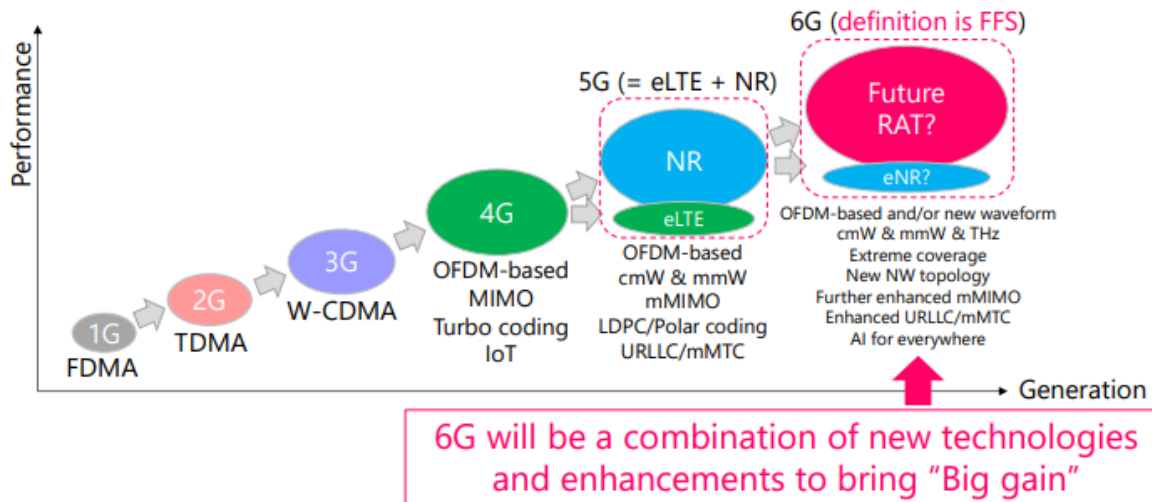 Performance
1G
FDMA
2G
TDMA
3G
W-CDMA
4G
OFDM-based
MIMO
Turbo coding
IoT
5G (= eLTE + NR)
NR
eLTE
OFDM-based
cmW & mmW
mMIMO
LDPC/Polar coding
URLLC/mMTC
6G (definition is FFS)
Future
RAT?
eNR?
OFDM-based and/or new waveform
cmW & mmW & THz
Extreme coverage
New NW topology
Further enhanced mMIMO
Enhanced URLLC/mMTC
AI for everywhere
Generation
6G will be a combination of new technologies
and enhancements to bring “Big gain”